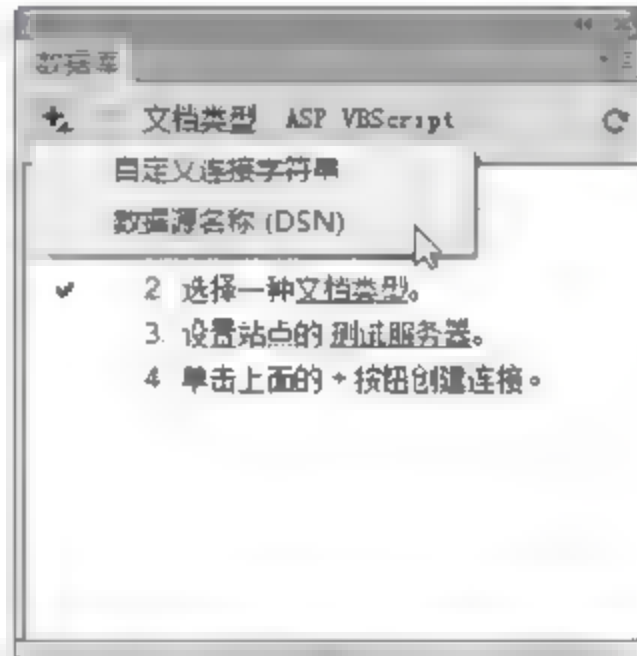 数据库
文档类型 ASP VBScript
自定义连接字符串
数据源名称 (DSN)
2 选择一种文档类型。
3. 设置站点的 测试服务器。
4 单击上面的 + 按钮创建连接。